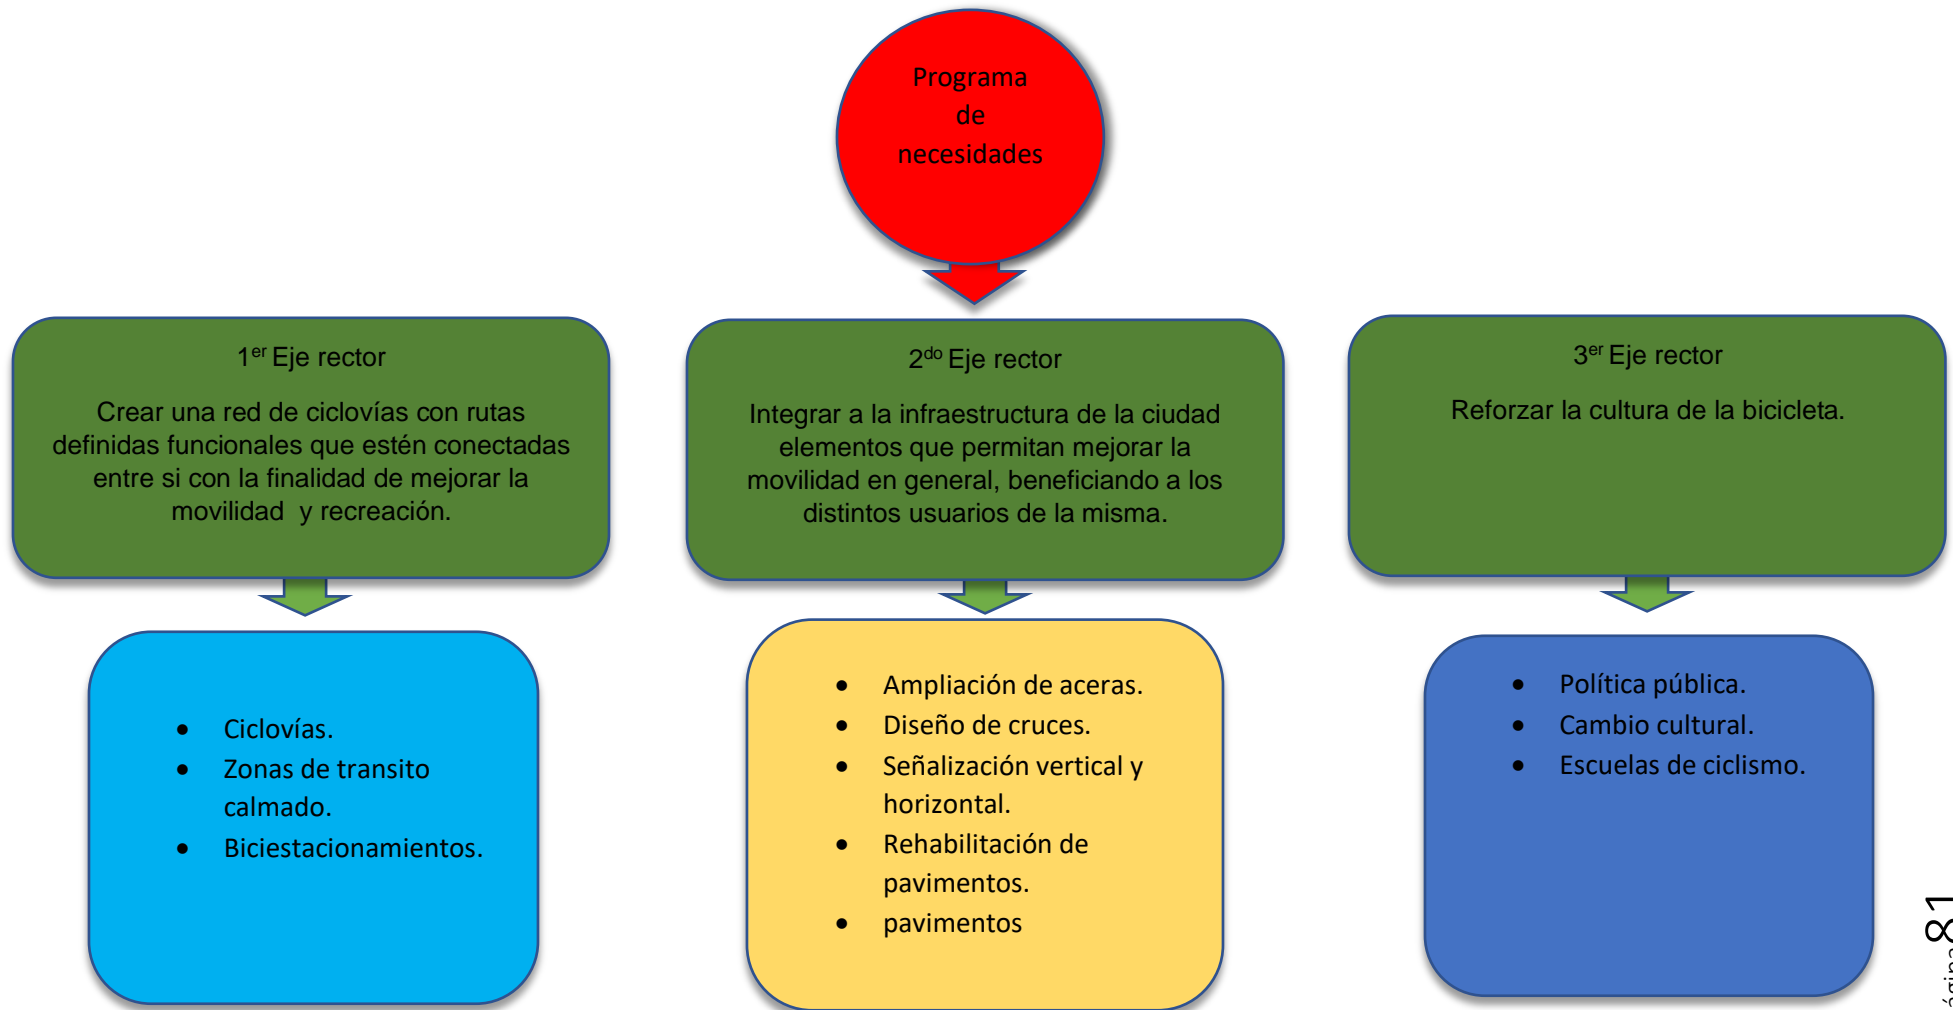 Programa
de
necesidades
1er Eje rector
Crear una red de ciclovías con rutas
definidas funcionales que estén conectadas
entre si con la finalidad de mejorar la
movilidad  y recreación.
2do Eje rector
Integrar a la infraestructura de la ciudad
elementos que permitan mejorar la
movilidad en general, beneficiando a los
distintos usuarios de la misma.
3er Eje rector
Reforzar la cultura de la bicicleta.
• Ciclovías.
• Zonas de transito
calmado.
• Biciestacionamientos.
• Ampliación de aceras.
• Diseño de cruces.
• Señalización vertical y
horizontal.
• Rehabilitación de
pavimentos.
• pavimentos
• Política pública.
• Cambio cultural.
• Escuelas de ciclismo.
81